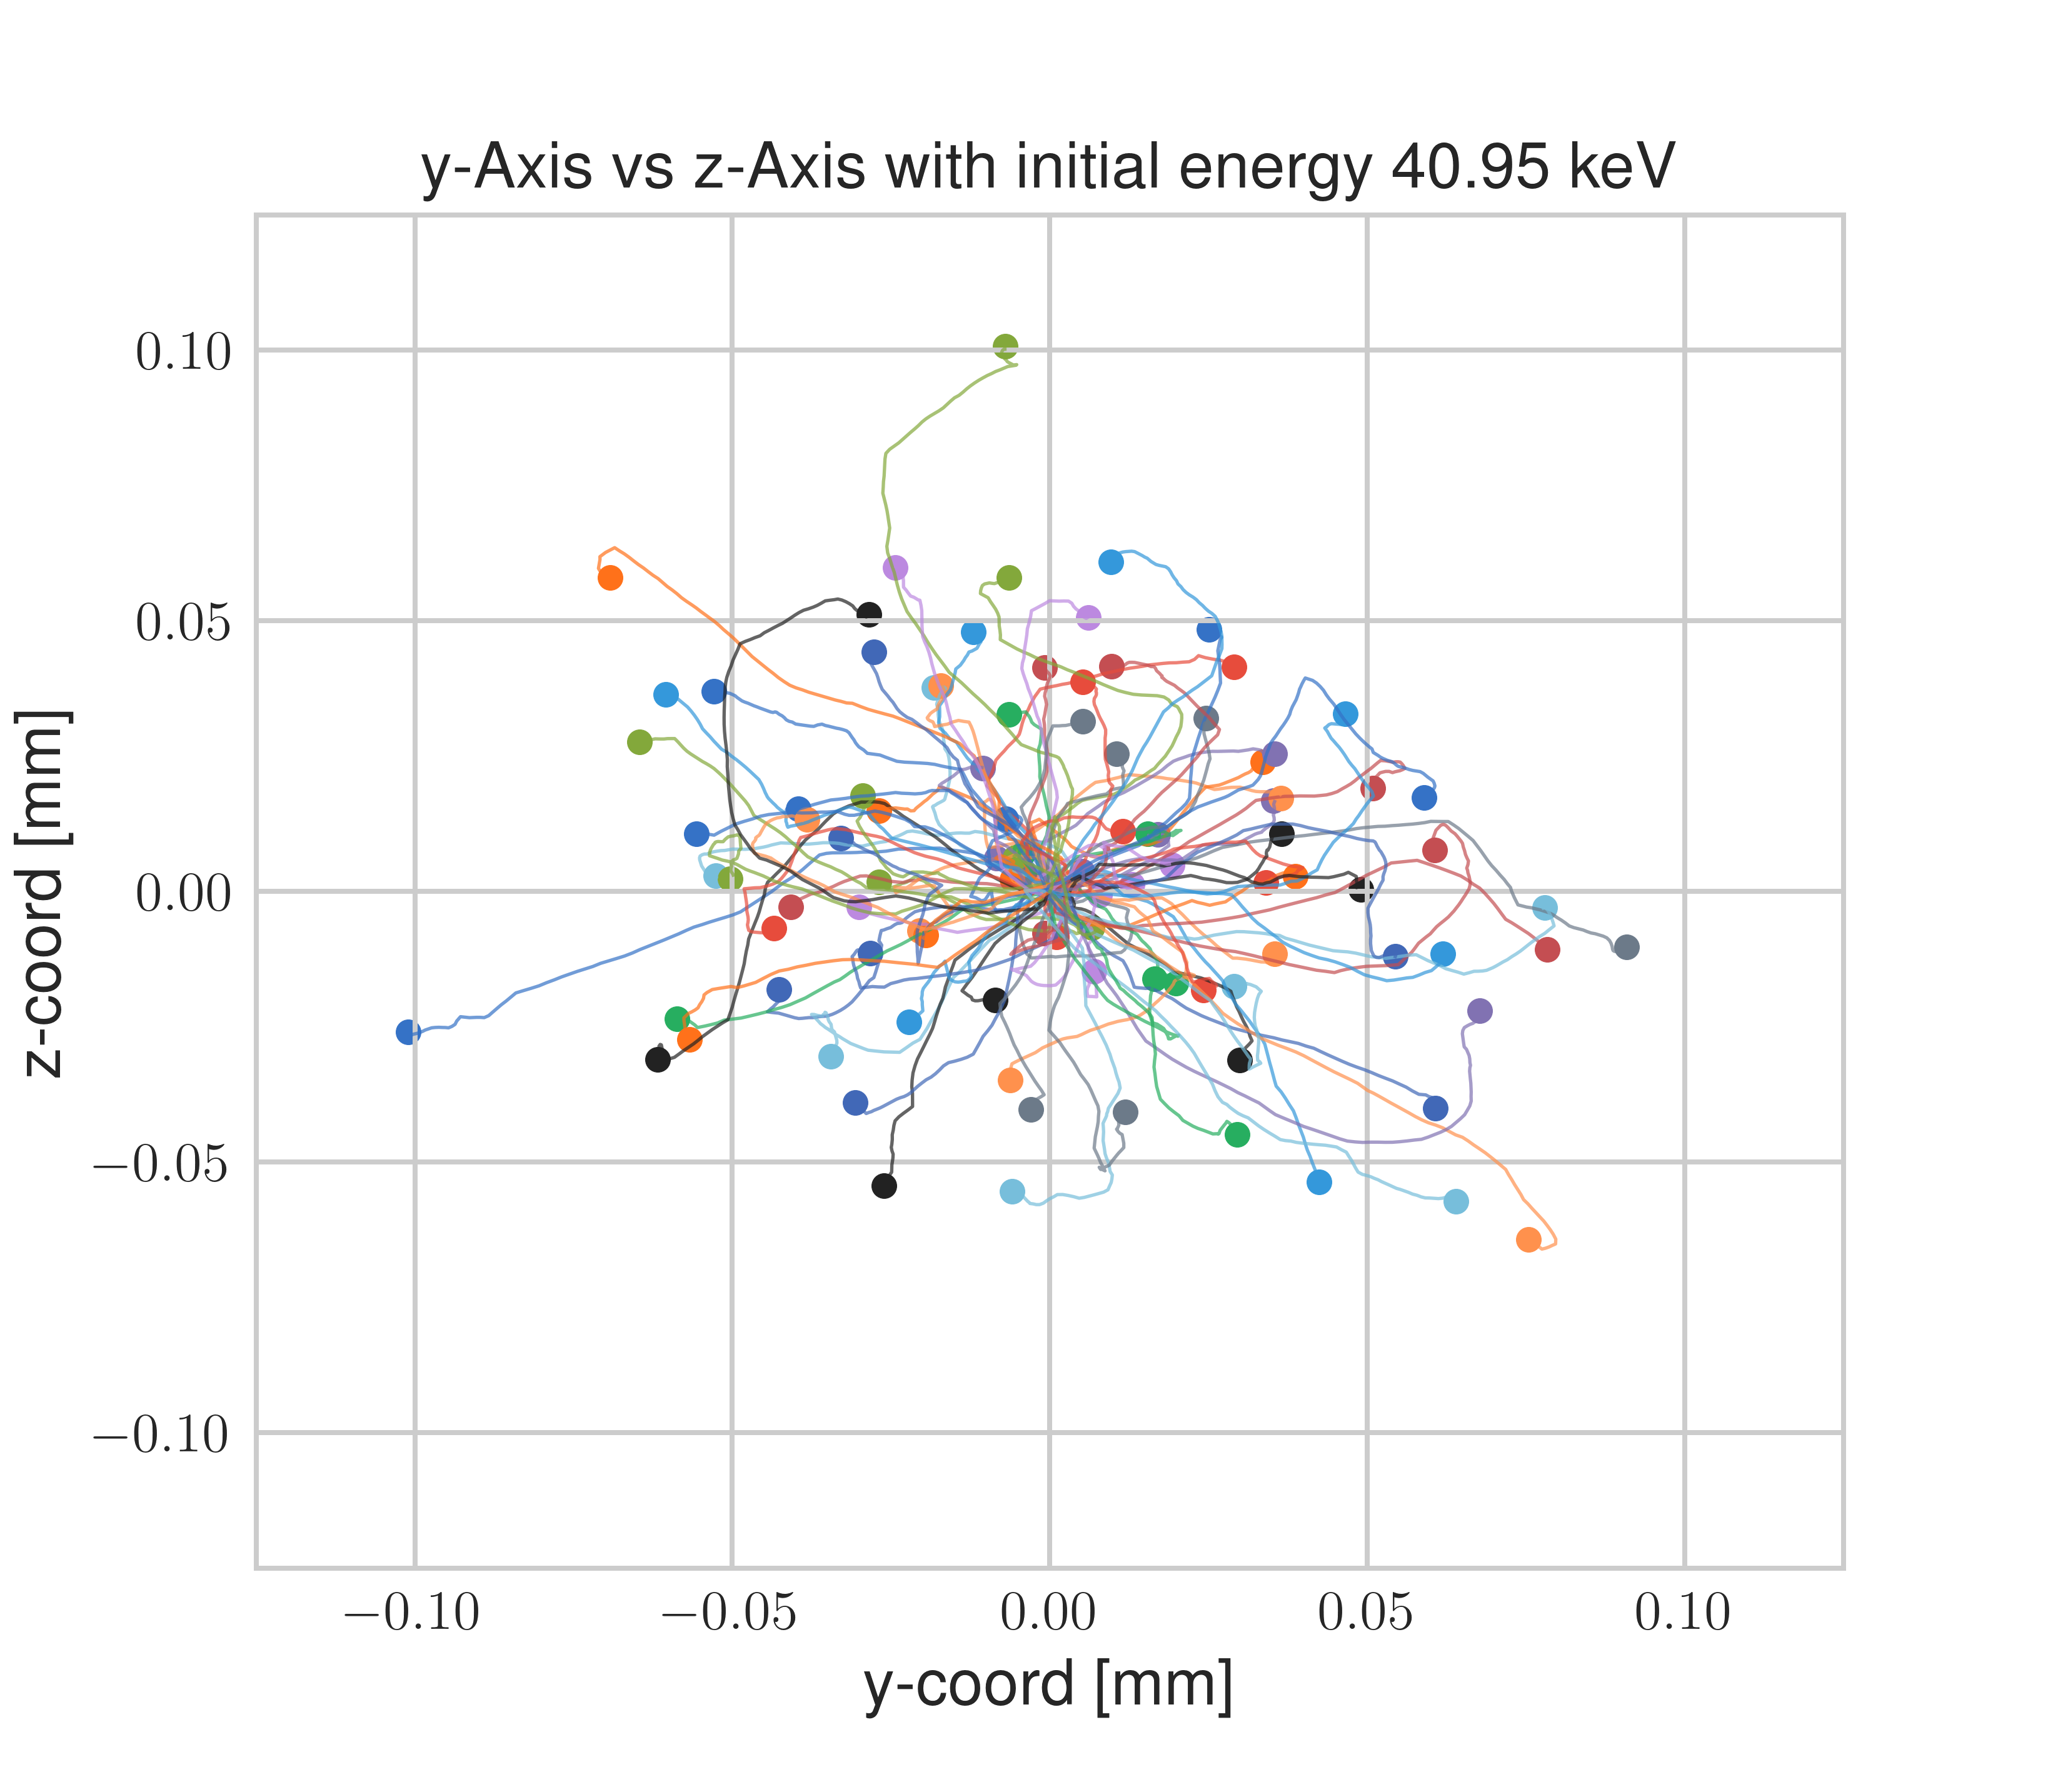 y-Axis vs z-Axis with initial energy 40.95 keV
0.10
0.05
0.00
−0.05
−0.10
z-coord [mm]
−0.10 −0.05 0.00 0.05 0.10
y-coord [mm]